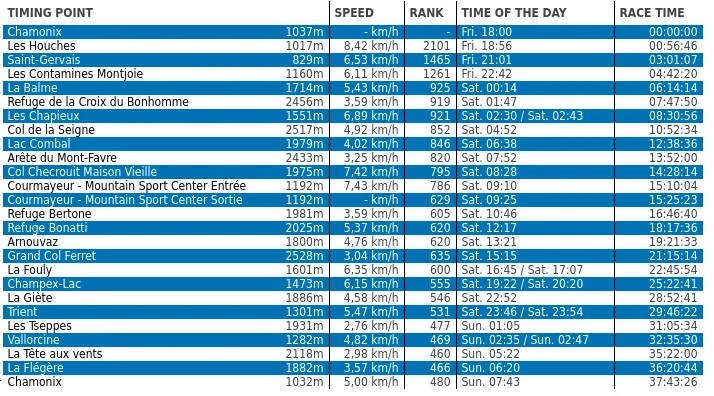 TIMING POINT SPEED RANK TIME OF THE DAY RACE TIME
Chamonix 1037m - km/h - Fri. 18:00 00:00:00
Les Houches 1017m 8,42 km/h 2101 Fri. 18:56 00:56:46
Saint-Gervais 829m 6,53 km/h 1465 Fri. 21:01 03:01:07
Les Contamines Montjoie 1160m 6,11 km/h 1261 Fri. 22:42 04:42:20
La Balme 1714m 5,43 km/h 925 Sat. 00:14 06:14:14
Refuge de la Croix du Bonhomme 2456m 3,59 km/h 919 Sat. 01:47 07:47:50
Les Chapieux 1551m 6,89 km/h 921 Sat. 02:30 / Sat. 02:43 08:30:56
Col de la Seigne 2517m 4,92 km/h 852 Sat. 04:52 10:52:34
Lac Combal 1979m 4,02 km/h 846 Sat. 06:38 12:38:36
Arête du Mont-Favre 2433m 3,25 km/h 820 Sat. 07:52 13:52:00
Col Checrouit Maison Vieille 1975m 7,42 km/h 795 Sat. 08:28 14:28:14
Courmayeur - Mountain Sport Center Entrée 1192m 7,43 km/h 786 Sat. 09:10 15:10:04
Courmayeur - Mountain Sport Center Sortie 1192m - km/h 629 Sat. 09:25 15:25:23
Refuge Bertone 1981m 3,59 km/h 605 Sat. 10:46 16:46:40
Refuge Bonatti 2025m 5,37 km/h 620 Sat. 12:17 18:17:36
Arnouvaz 1800m 4,76 km/h 620 Sat. 13:21 19:21:33
Grand Col Ferret 2528m 3,04 km/h 635 Sat. 15:15 21:15:14
La Fouly 1601m 6,35 km/h 600 Sat. 16:45 / Sat. 17:07 22:45:54
Champex-Lac 1473m 6,15 km/h 555 Sat. 19:22 / Sat. 20:20 25:22:41
La Giète 1886m 4,58 km/h 546 Sat. 22:52 28:52:41
Trient 1301m 5,47 km/h 531 Sat. 23:46 / Sat. 23:54 29:46:22
Les Tseppes 1931m 2,76 km/h 477 Sun. 01:05 31:05:34
Vallorcine 1282m 4,82 km/h 469 Sun. 02:35 / Sun. 02:47 32:35:30
La Tête aux vents 2118m 2,98 km/h 460 Sun. 05:22 35:22:00
La Flégère 1882m 3,57 km/h 466 Sun. 06:20 36:20:44
Chamonix 1032m 5,00 km/h 480 Sun. 07:43 37:43:26